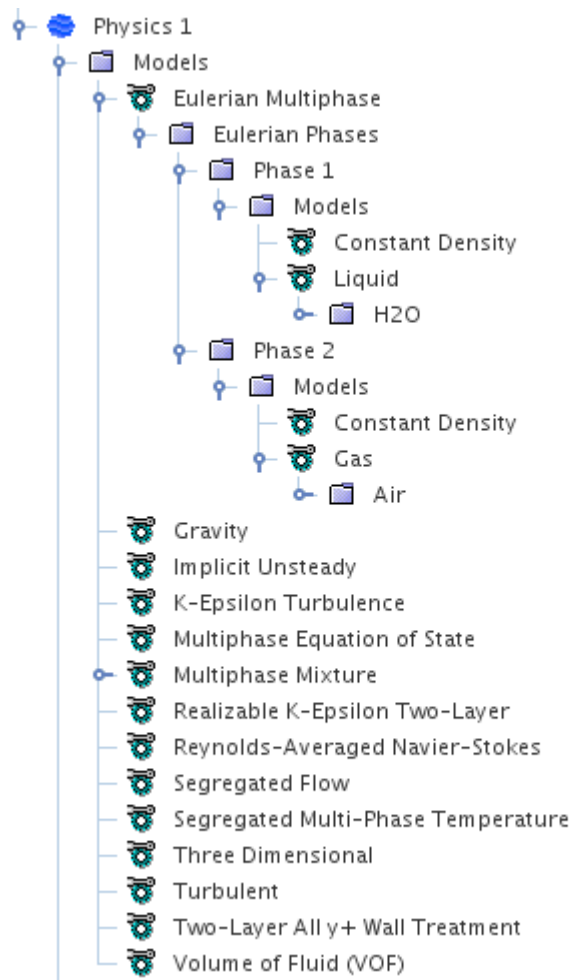 Physics 1
Models
Eulerian Multiphase
Eulerian Phases
Phase 1
Models
Constant Density
Liquid
H2O
Phase 2
Models
Constant Density
Gas
Air
Gravity
Implicit Unsteady
K-Epsilon Turbulence
Multiphase Equation of State
Multiphase Mixture
Realizable K-Epsilon Two-Layer
Reynolds-Averaged Navier-Stokes
Segregated Flow
Segregated Multi-Phase Temperature
Three Dimensional
Turbulent
Two-Layer All y+ Wall Treatment
Volume of Fluid (VOF)